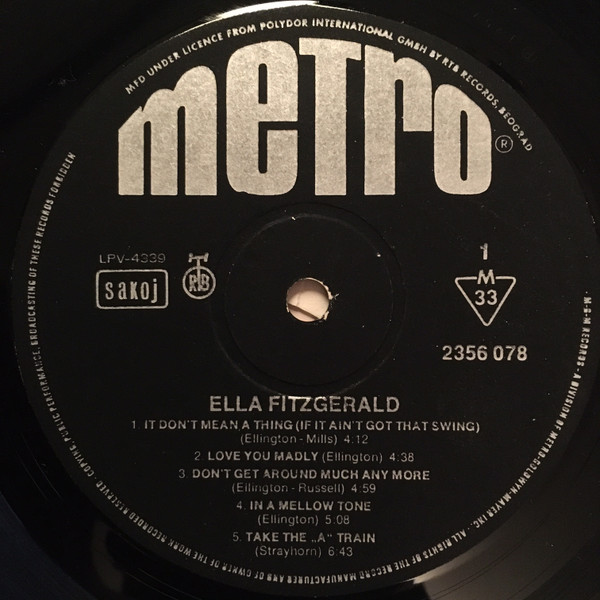 MFD UNDER LICENCE FROM POLYDOR INTERNATIONAL GMBH BY RTB RECORDS, BEOGRAD
metro
®
LPV-4339
sakoj
RTB
1
M
33
2356 078
ELLA FITZGERALD
1. IT DON'T MEAN A THING (IF IT AIN'T GOT THAT SWING)
(Ellington - Mills) 4:12
2. LOVE YOU MADLY (Ellington) 4:38
3. DON'T GET AROUND MUCH ANY MORE
(Ellington - Russell) 4:59
4. IN A MELLOW TONE
(Ellington) 5:08
5. TAKE THE „A“ TRAIN
(Strayhorn) 6:43
M-G-M RECORDS - A DIVISION OF METRO-GOLDWYN-MAYER, INC. - ALL RIGHTS OF THE RECORD MANUFACTURER AND OF OWNER OF THE WORK RECORDED RESERVED - COPYING, PUBLIC PERFORMANCE, BROADCASTING OF THESE RECORDS FORBIDDEN